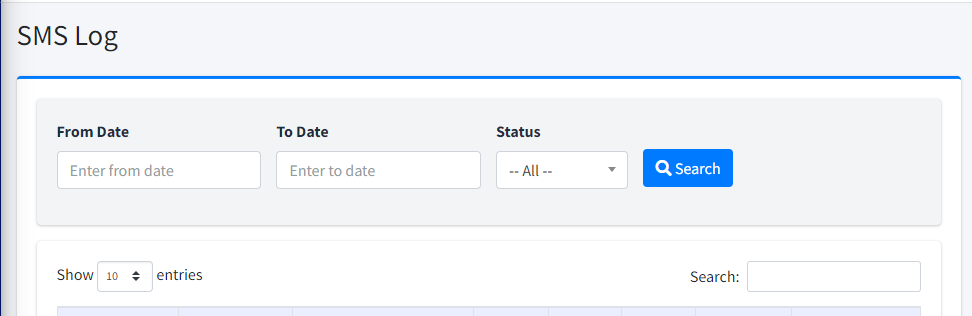 SMS Log
From Date To Date Status
Enter from date Enter to date -- All -- Search
Show 10 entries Search: